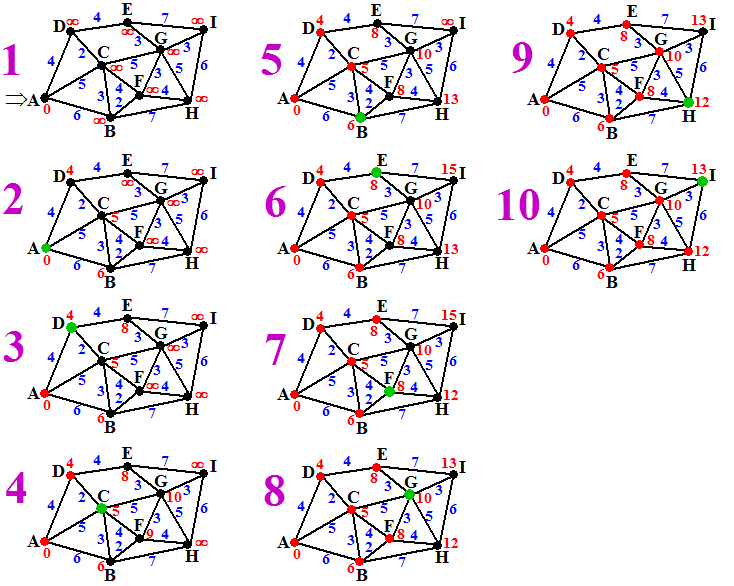 1
E
D ∞ 4 ∞ 7 ∞ I
4 2 C ∞ 3 G ∞ 3
5 5 3 5 6
3 4 F ∞
⇒ A 0 2 4 H ∞
6 ∞ B 7
2
E
D 4 4 ∞ 7 ∞ I
4 2 C 5 3 G ∞ 3
5 5 3 5 6
3 4 F ∞
A 0 2 4 H ∞
6 6 B 7
3
E
D 4 4 8 7 ∞ I
4 2 C 5 3 G ∞ 3
5 5 3 5 6
3 4 F ∞
A 0 2 4 H ∞
6 6 B 7
4
E
D 4 4 8 7 ∞ I
4 2 C 5 3 G 10 3
5 5 3 5 6
3 4 F 9
A 0 2 4 H ∞
6 6 B 7
5
E
D 4 4 8 7 ∞ I
4 2 C 5 3 G 10 3
5 5 3 5 6
3 4 F 8
A 0 2 4 H 13
6 6 B 7
6
E
D 4 4 8 7 15 I
4 2 C 5 3 G 10 3
5 5 3 5 6
3 4 F 8
A 0 2 4 H 13
6 6 B 7
7
E
D 4 4 8 7 15 I
4 2 C 5 3 G 10 3
5 5 3 5 6
3 4 F 8
A 0 2 4 H 12
6 6 B 7
8
E
D 4 4 8 7 13 I
4 2 C 5 3 G 10 3
5 5 3 5 6
3 4 F 8
A 0 2 4 H 12
6 6 B 7
9
E
D 4 4 8 7 13 I
4 2 C 5 3 G 10 3
5 5 3 5 6
3 4 F 8
A 0 2 4 H 12
6 6 B 7
10
E
D 4 4 8 7 13 I
4 2 C 5 3 G 10 3
5 5 3 5 6
3 4 F 8
A 0 2 4 H 12
6 6 B 7